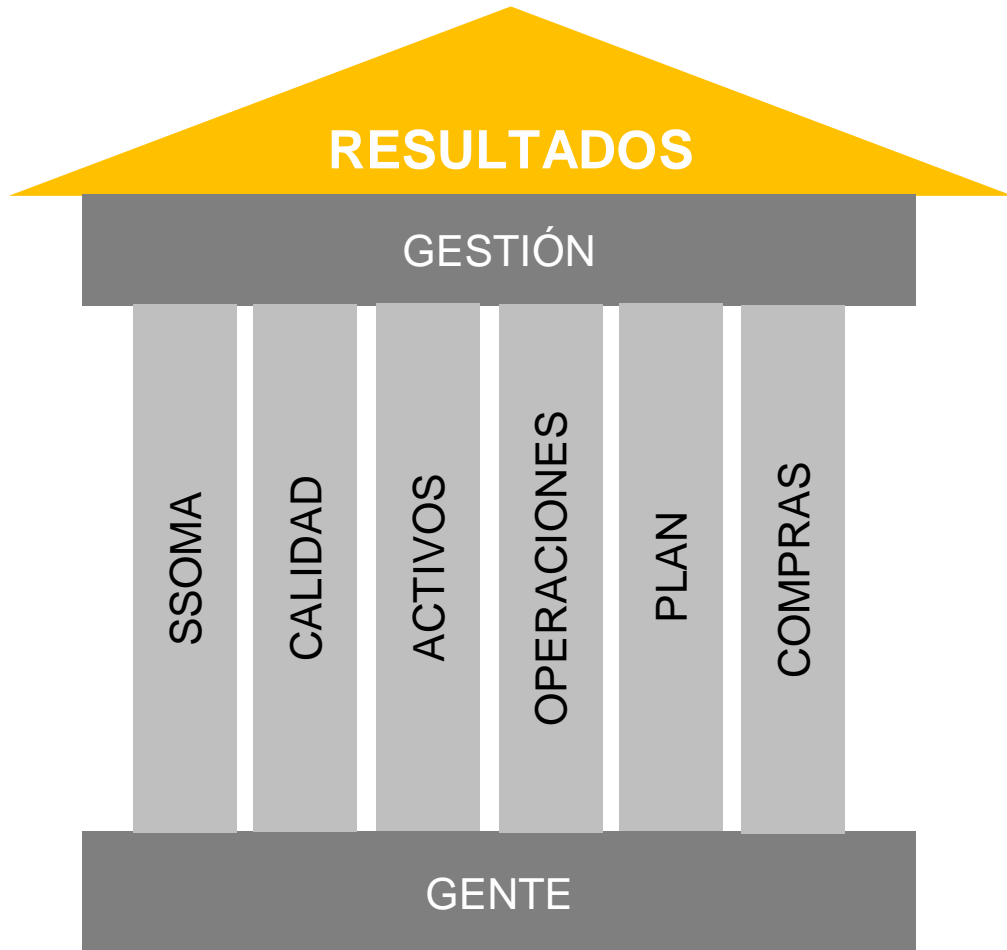 RESULTADOS
GESTIÓN
SSOMA
CALIDAD
ACTIVOS
OPERACIONES
PLAN
COMPRAS
GENTE